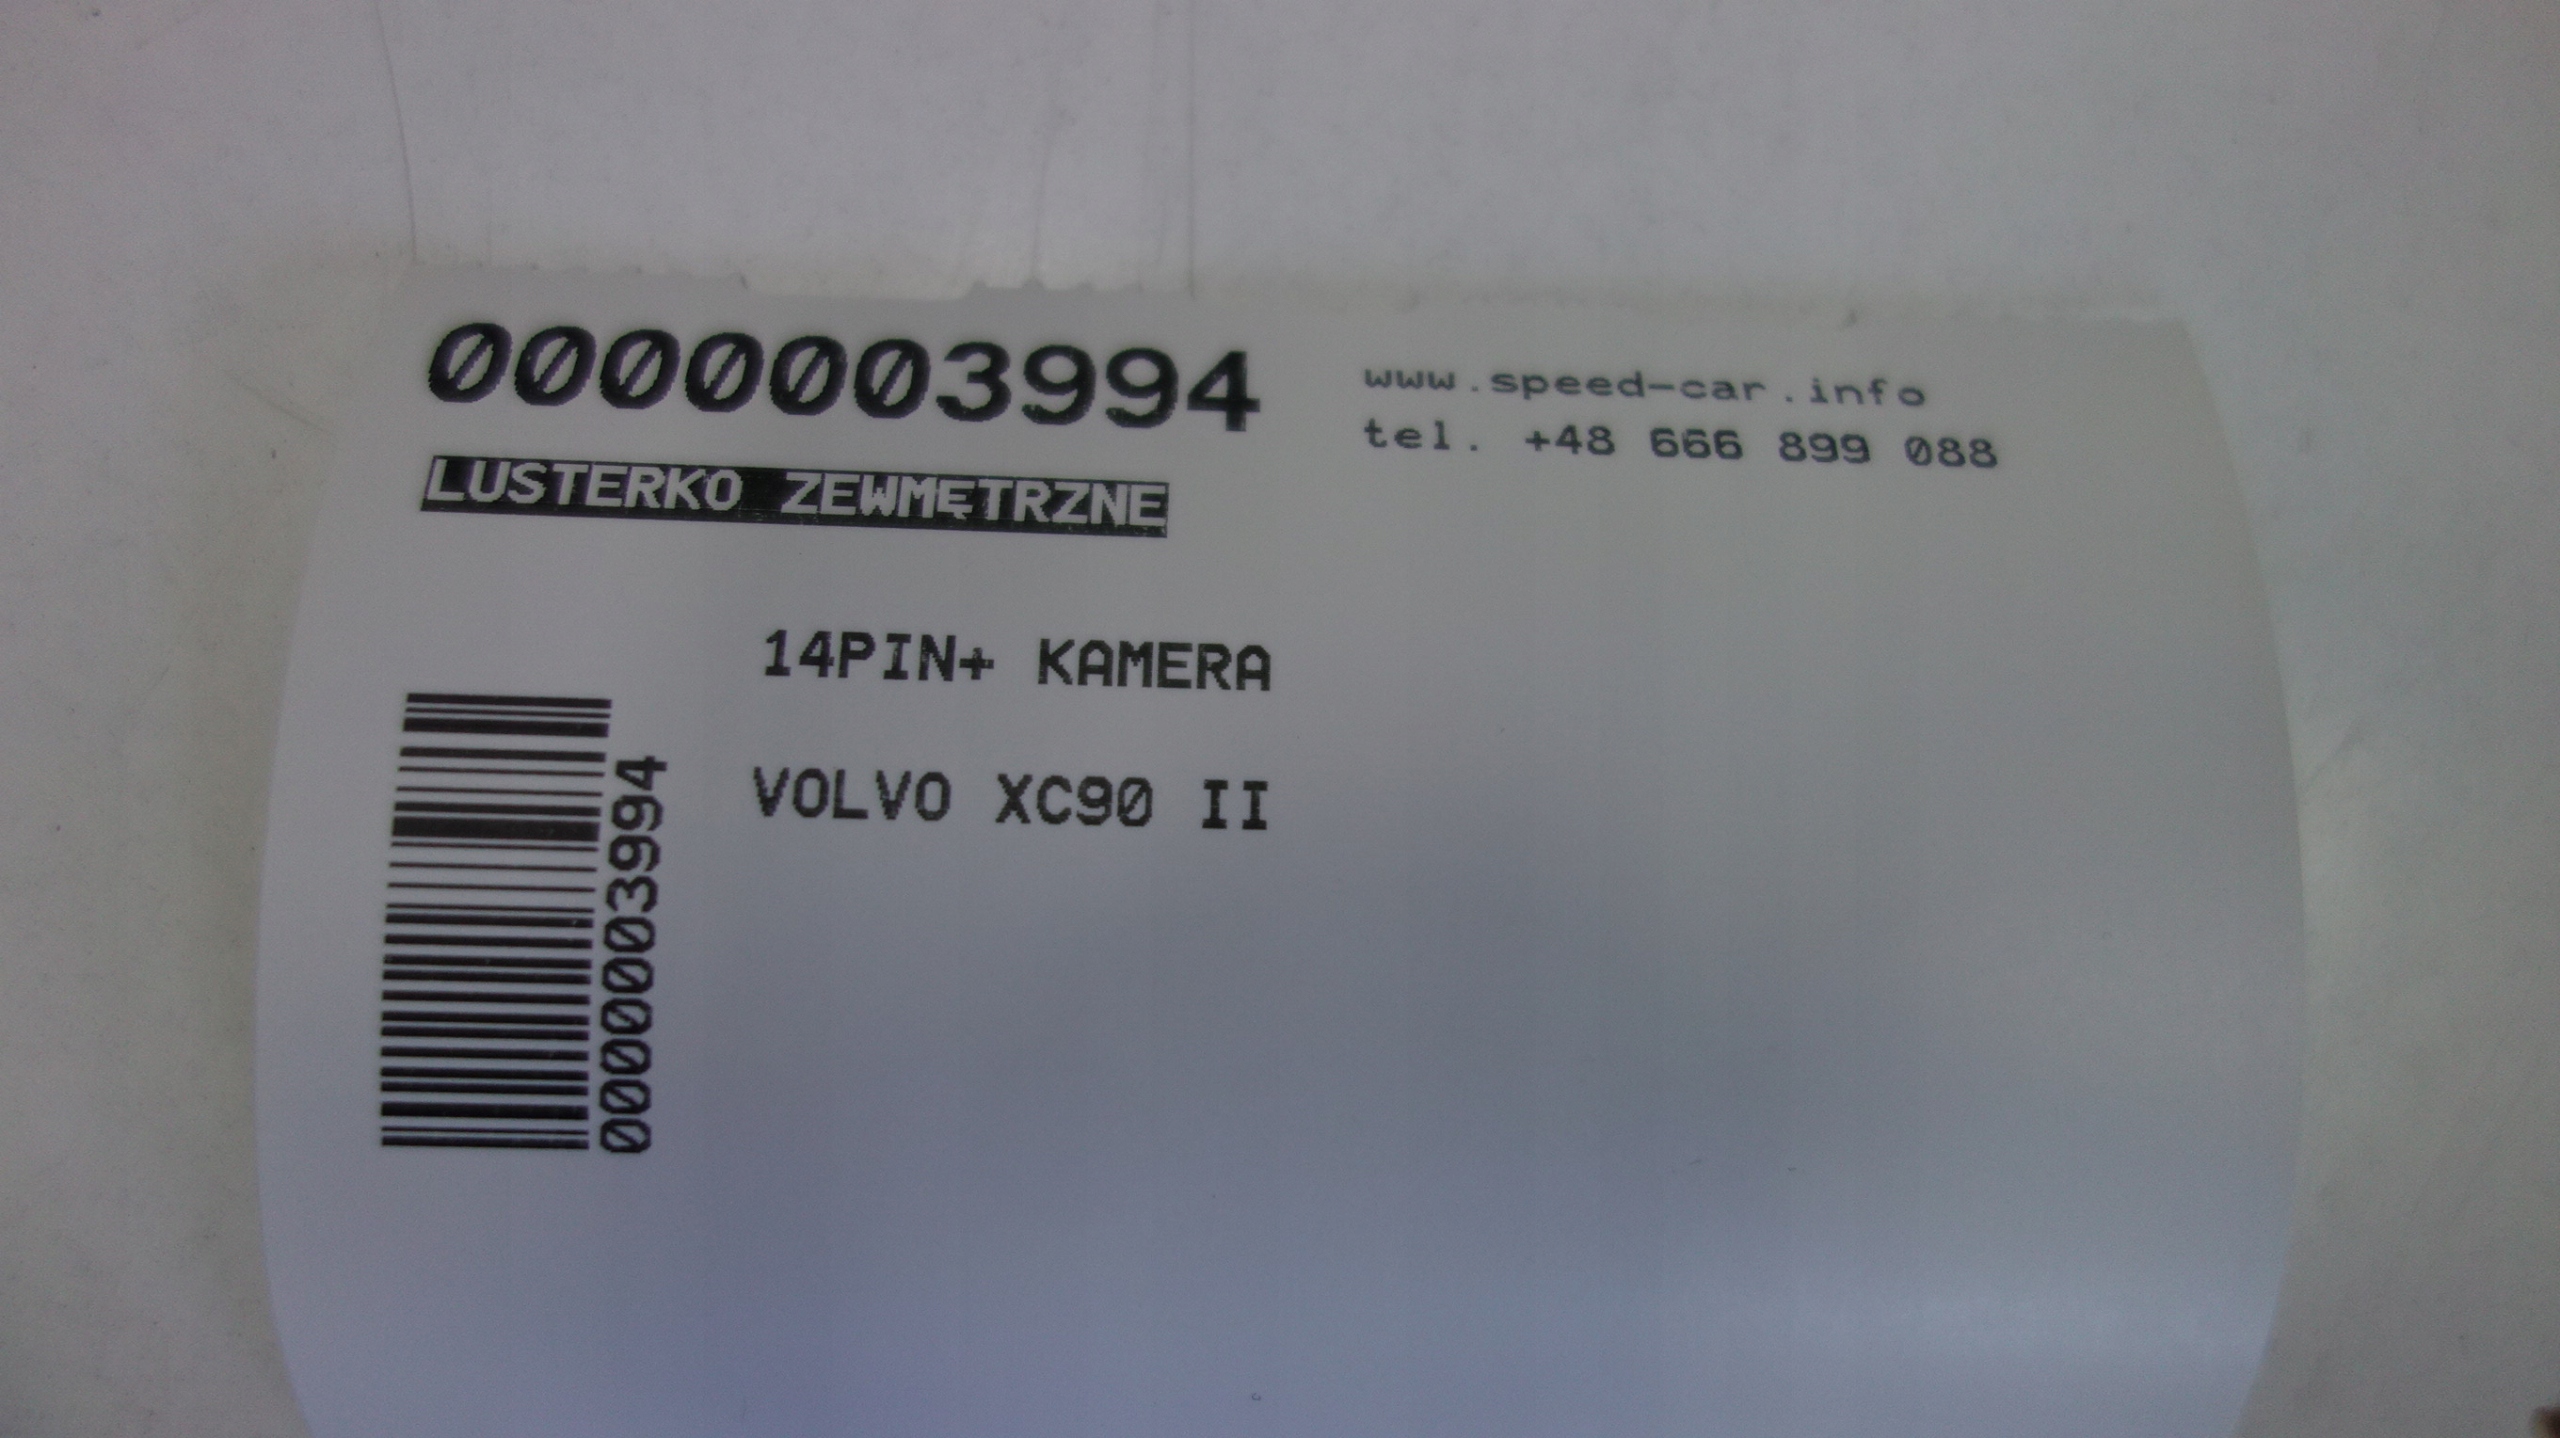 0000003994
www.speed-car.info
tel. +48 666 899 088
LUSTERKO ZEWMĘTRZNE
14PIN+ KAMERA
VOLVO XC90 II
0000003994